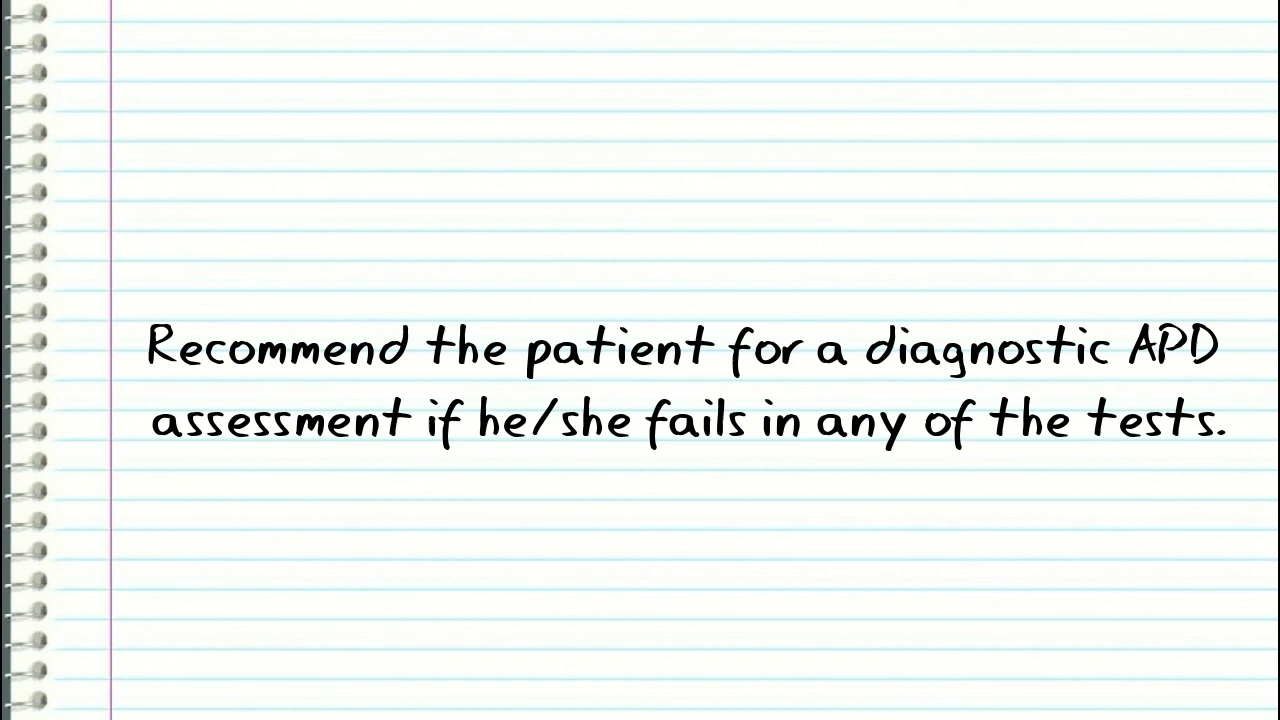 Recommend the patient for a diagnostic APD
assessment if he/she fails in any of the tests.